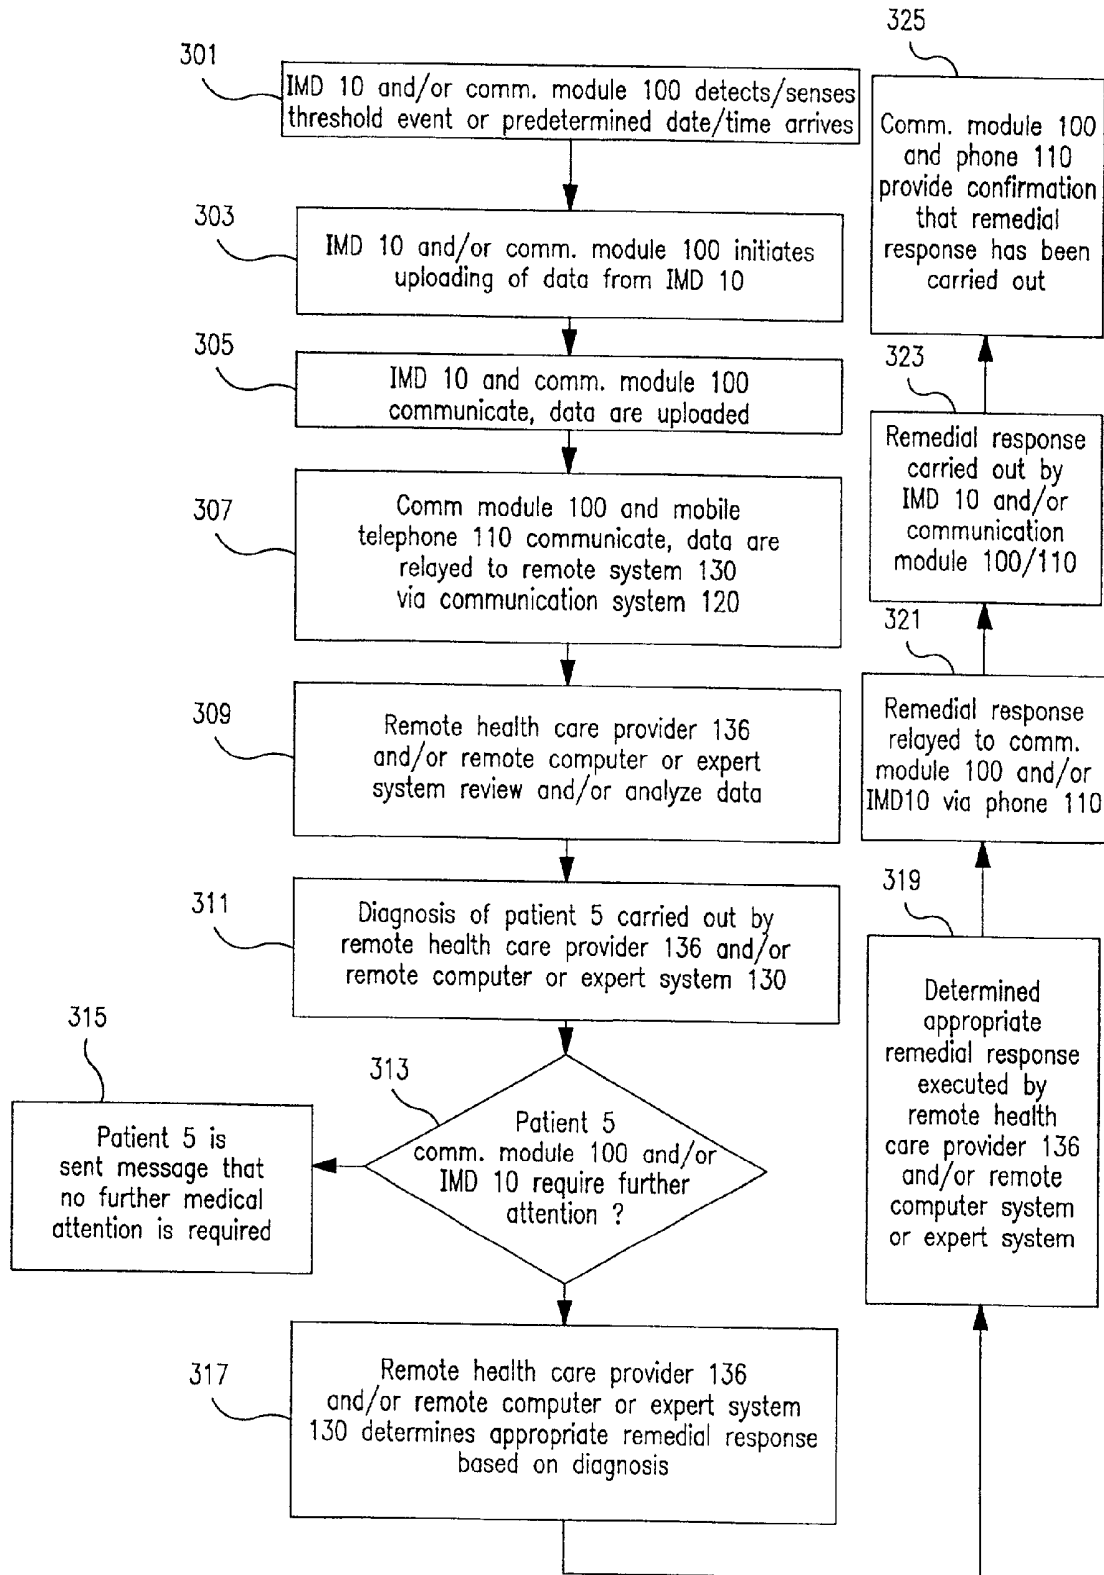 301
IMD 10 and/or comm. module 100 detects/senses
threshold event or predetermined date/time arrives
303
IMD 10 and/or comm. module 100 initiates
uploading of data from IMD 10
305
IMD 10 and comm. module 100
communicate, data are uploaded
307
Comm module 100 and mobile
telephone 110 communicate, data are
relayed to remote system 130
via communication system 120
309
Remote health care provider 136
and/or remote computer or expert
system review and/or analyze data
311
Diagnosis of patient 5 carried out by
remote health care provider 136 and/or
remote computer or expert system 130
313
Patient 5
comm. module 100 and/or
IMD 10 require further
attention ?
315
Patient 5 is
sent message that
no further medical
attention is required
317
Remote health care provider 136
and/or remote computer or expert system
130 determines appropriate remedial response
based on diagnosis
319
Determined
appropriate
remedial response
executed by
remote health
care provider 136
and/or remote
computer system
or expert system
321
Remedial response
relayed to comm.
module 100 and/or
IMD10 via phone 110
323
Remedial response
carried out by
IMD 10 and/or
communication
module 100/110
325
Comm. module 100
and phone 110
provide confirmation
that remedial
response has been
carried out